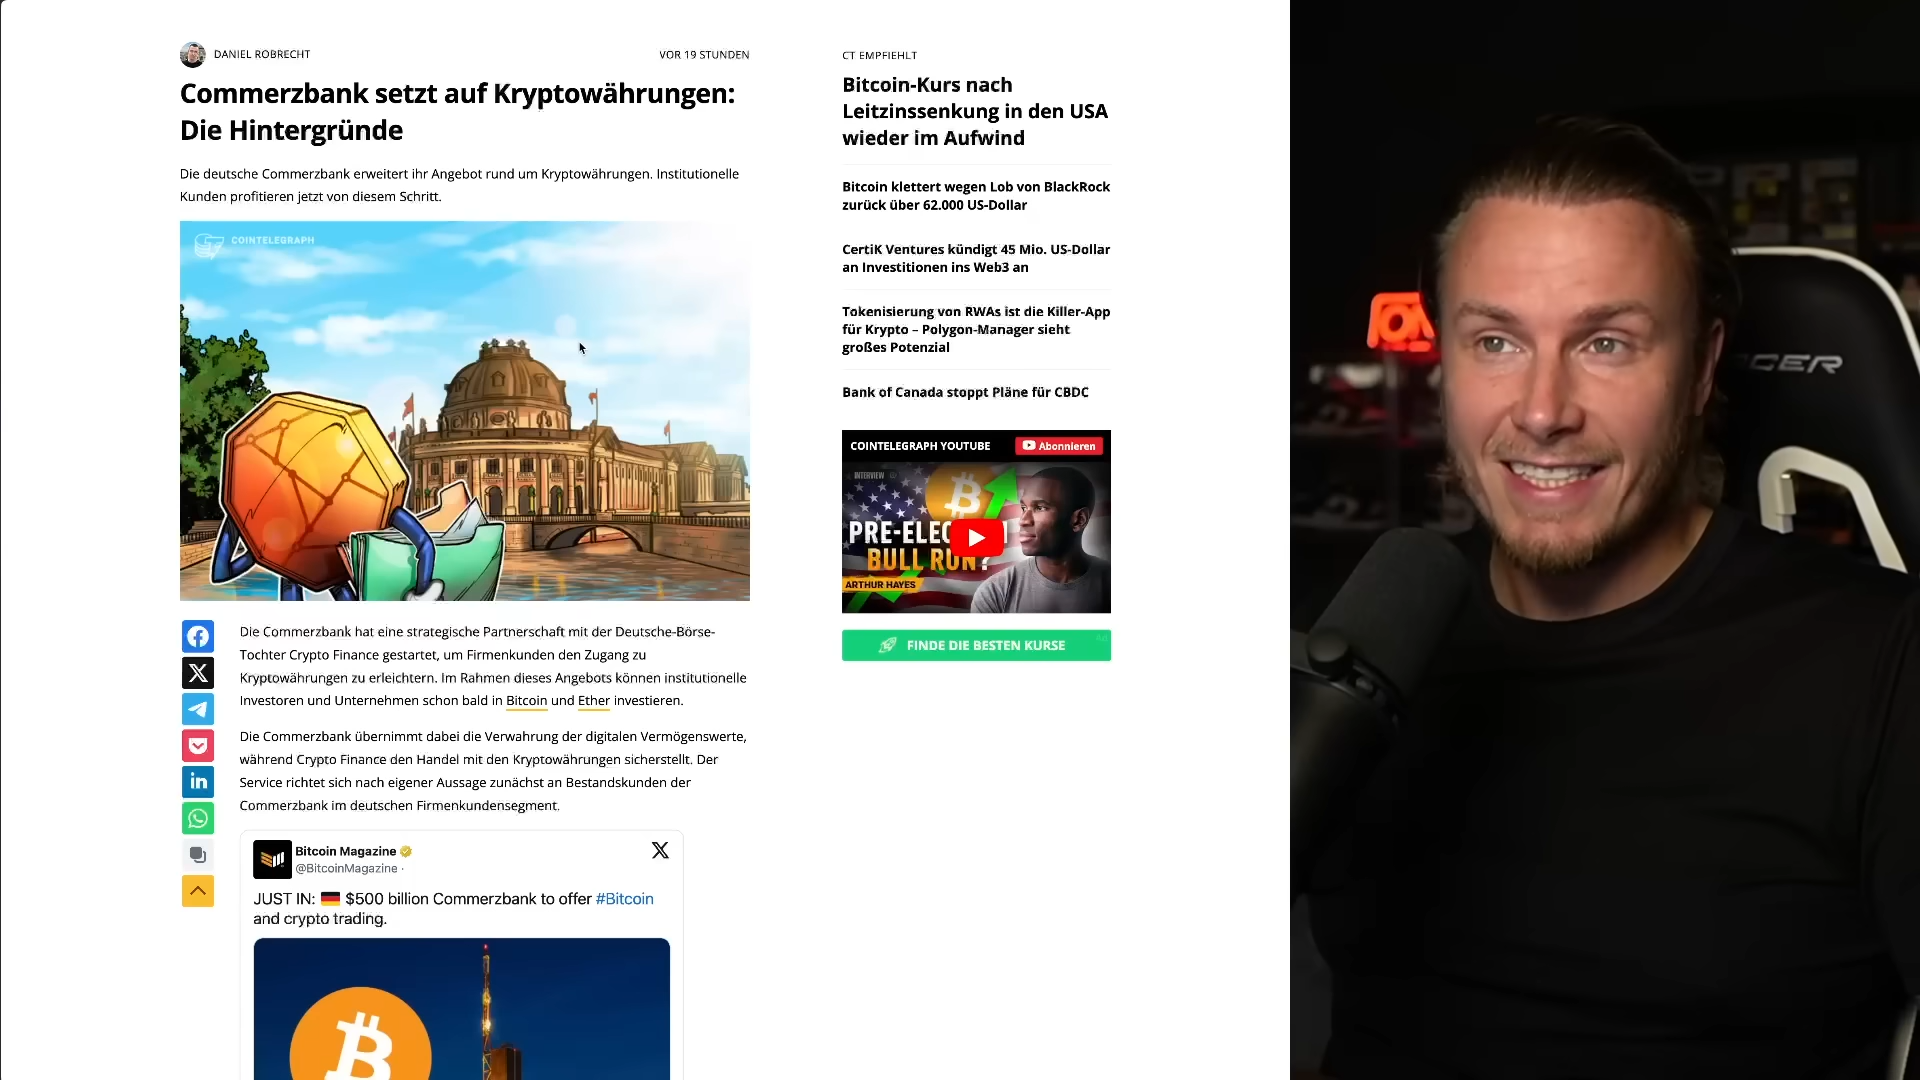 DANIEL ROBRECHT
VOR 19 STUNDEN
Commerzbank setzt auf Kryptowährungen:
Die Hintergründe
Die deutsche Commerzbank erweitert ihr Angebot rund um Kryptowährungen. Institutionelle
Kunden profitieren jetzt von diesem Schritt.
COINTELEGRAPH
Die Commerzbank hat eine strategische Partnerschaft mit der Deutsche-Börse-
Tochter Crypto Finance gestartet, um Firmenkunden den Zugang zu
Kryptowährungen zu erleichtern. Im Rahmen dieses Angebots können institutionelle
Investoren und Unternehmen schon bald in Bitcoin und Ether investieren.
Die Commerzbank übernimmt dabei die Verwahrung der digitalen Vermögenswerte,
während Crypto Finance den Handel mit den Kryptowährungen sicherstellt. Der
Service richtet sich nach eigener Aussage zunächst an Bestandskunden der
Commerzbank im deutschen Firmenkundensegment.
Bitcoin Magazine
@BitcoinMagazine ·
JUST IN: 🇩🇪 $500 billion Commerzbank to offer #Bitcoin
and crypto trading.
CT EMPFIEHLT
Bitcoin-Kurs nach
Leitzinssenkung in den USA
wieder im Aufwind
Bitcoin klettert wegen Lob von BlackRock
zurück über 62.000 US-Dollar
CertiK Ventures kündigt 45 Mio. US-Dollar
an Investitionen ins Web3 an
Tokenisierung von RWAs ist die Killer-App
für Krypto – Polygon-Manager sieht
großes Potenzial
Bank of Canada stoppt Pläne für CBDC
COINTELEGRAPH YOUTUBE
Abonnieren
INTERVIEW
BULL RUN?
ARTHUR HAYES
FINDE DIE BESTEN KURSE
Ad